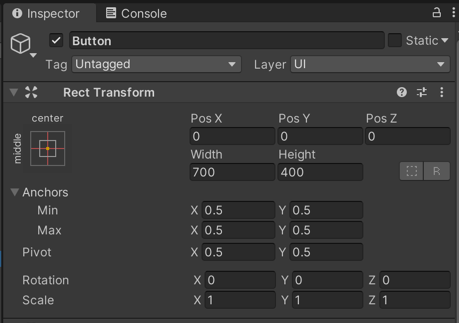 Inspector Console
Button Static
Tag Untagged Layer UI
Rect Transform
center Pos X Pos Y Pos Z
middle 0 0 0
Width Height
700 400 R
Anchors
Min X 0.5 Y 0.5
Max X 0.5 Y 0.5
Pivot X 0.5 Y 0.5
Rotation X 0 Y 0 Z 0
Scale X 1 Y 1 Z 1